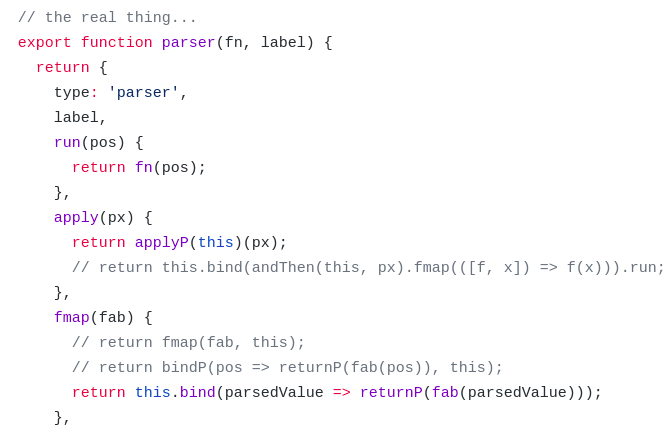 // the real thing...
export function parser(fn, label) {
  return {
    type: 'parser',
    label,
    run(pos) {
      return fn(pos);
    },
    apply(px) {
      return applyP(this)(px);
      // return this.bind(andThen(this, px).fmap(([f, x]) => f(x))).run;
    },
    fmap(fab) {
      // return fmap(fab, this);
      // return bindP(pos => returnP(fab(pos)), this);
      return this.bind(parsedValue => returnP(fab(parsedValue)));
    },